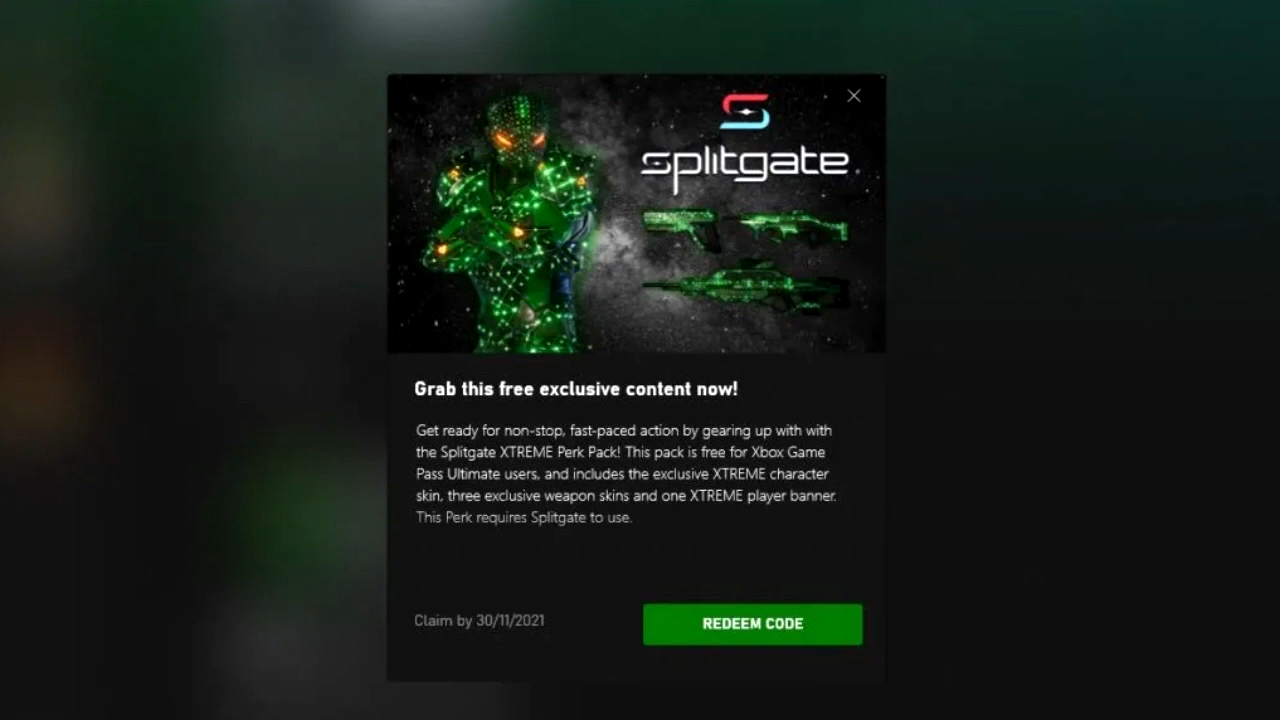 splitgate
Grab this free exclusive content now!
Get ready for non-stop, fast-paced action by gearing up with with
the Splitgate XTREME Perk Pack! This pack is free for Xbox Game
Pass Ultimate users, and includes the exclusive XTREME character
skin, three exclusive weapon skins and one XTREME player banner.
This Perk requires Splitgate to use.
Claim by 30/11/2021
REDEEM CODE